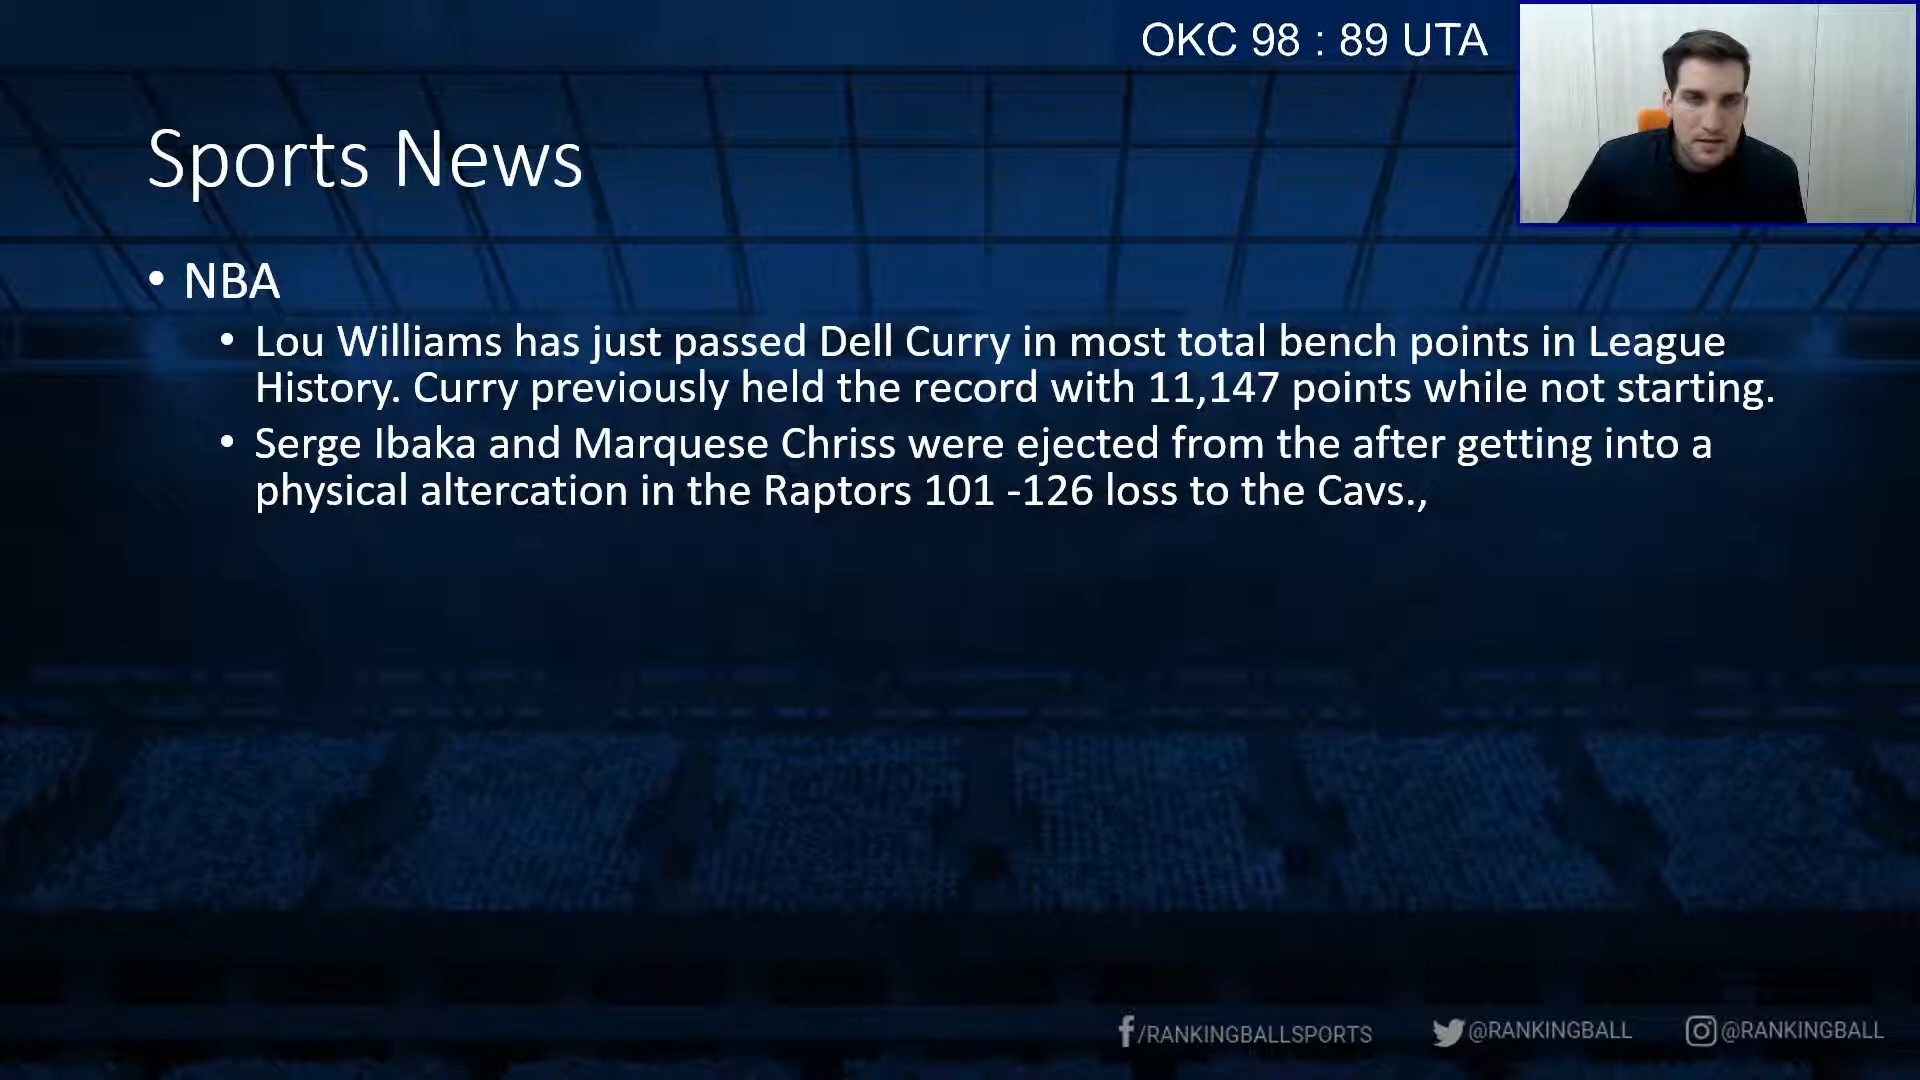 OKC 98 : 89 UTA
Sports News
• NBA
• Lou Williams has just passed Dell Curry in most total bench points in League
History. Curry previously held the record with 11,147 points while not starting.
• Serge Ibaka and Marquese Chriss were ejected from the after getting into a
physical altercation in the Raptors 101 -126 loss to the Cavs.,
/RANKINGBALLSPORTS @RANKINGBALL @RANKINGBALL